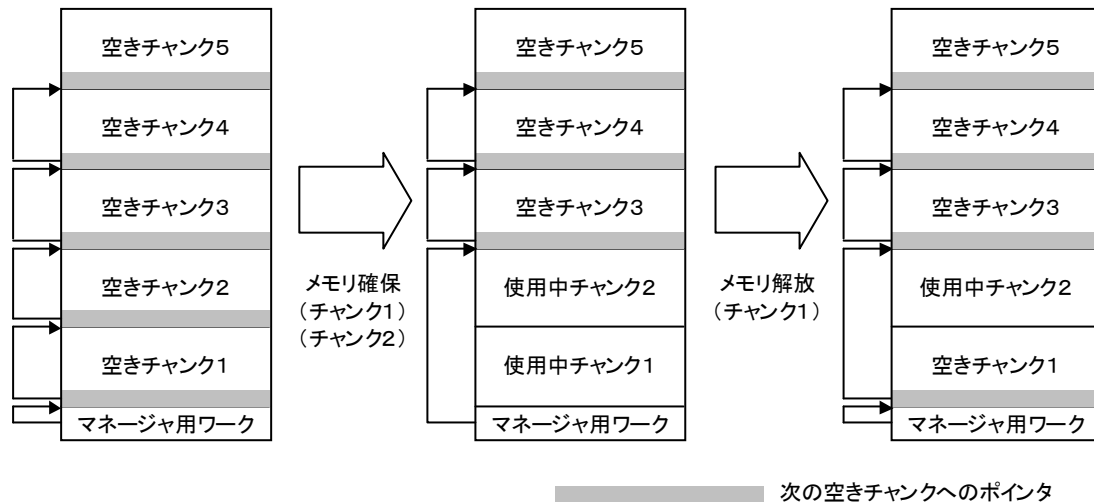 空きチャンク5
空きチャンク4
空きチャンク3
空きチャンク2
空きチャンク1
マネージャ用ワーク
メモリ確保
（チャンク1）
（チャンク2）
空きチャンク5
空きチャンク4
空きチャンク3
使用中チャンク2
使用中チャンク1
マネージャ用ワーク
メモリ解放
（チャンク1）
空きチャンク5
空きチャンク4
空きチャンク3
使用中チャンク2
空きチャンク1
マネージャ用ワーク
次の空きチャンクへのポインタ